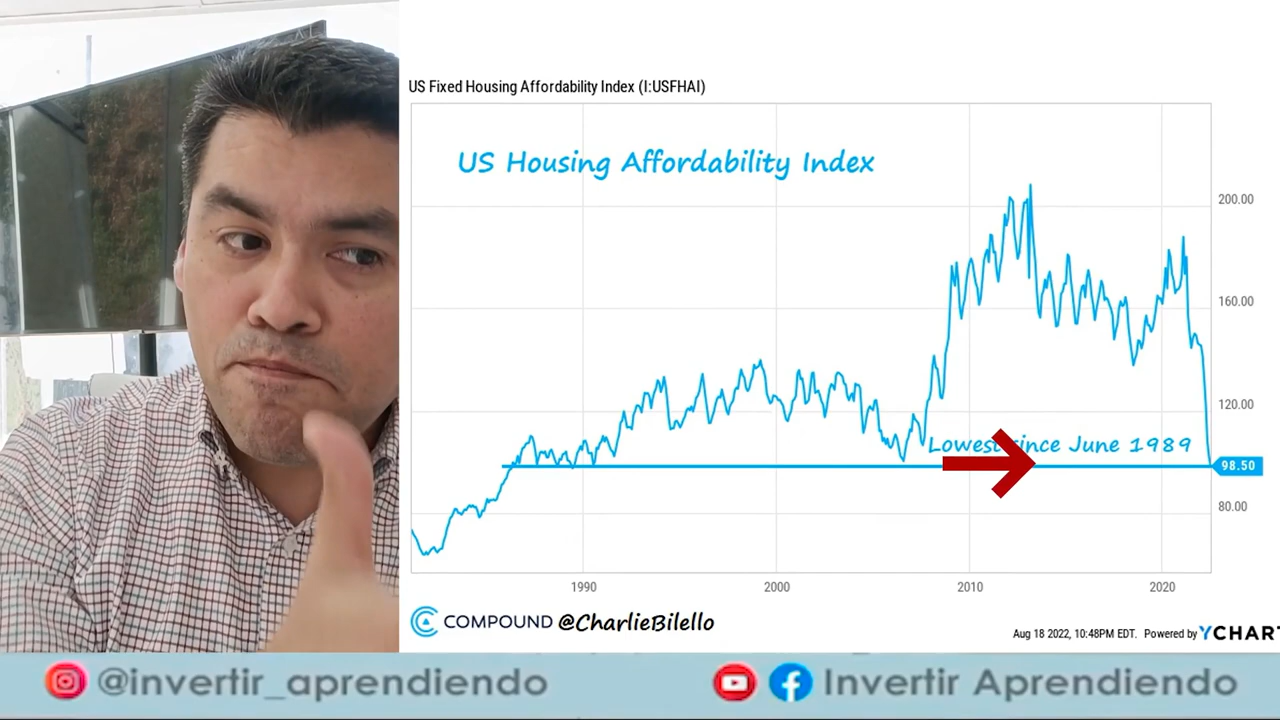 US Fixed Housing Affordability Index (I:USFHAI)
US Housing Affordability Index
200.00
160.00
120.00
Lowest since June 1989
98.50
80.00
1990
2000
2010
2020
COMPOUND @CharlieBilello
Aug 18 2022, 10:48PM EDT. Powered by YCHART
@invertir_aprendiendo
Invertir Aprendiendo